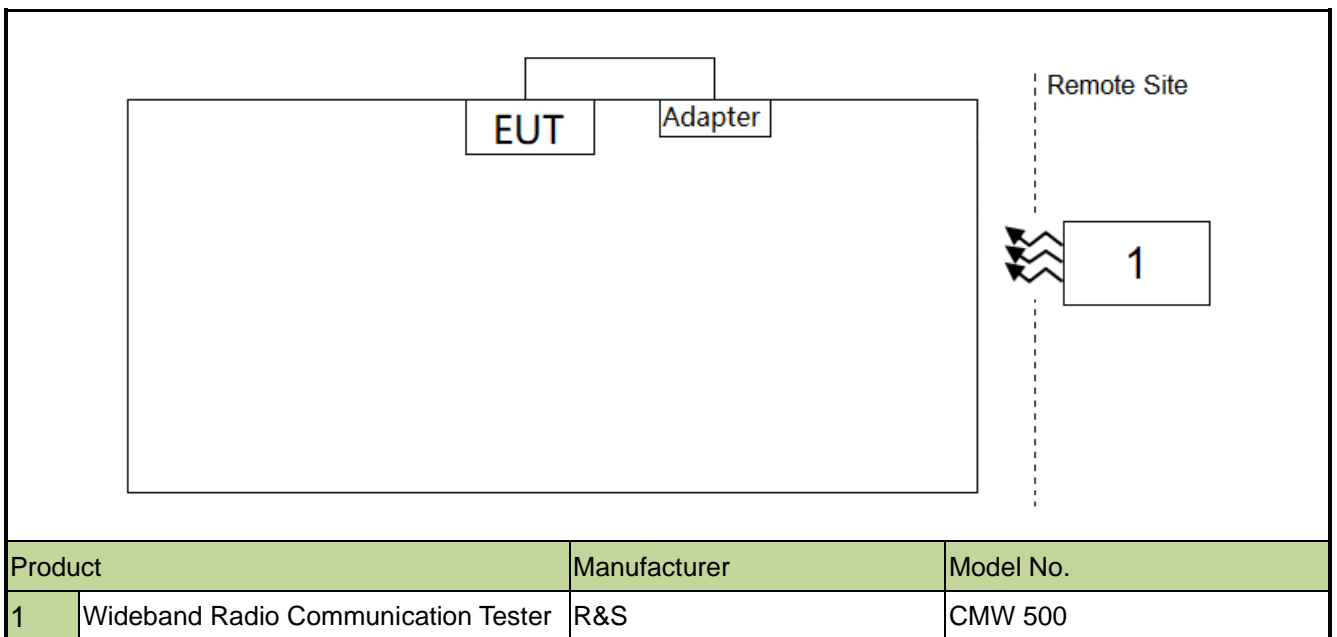 Remote Site
EUT
Adapter
1
Product Manufacturer Model No.
1 Wideband Radio Communication Tester R&S CMW 500